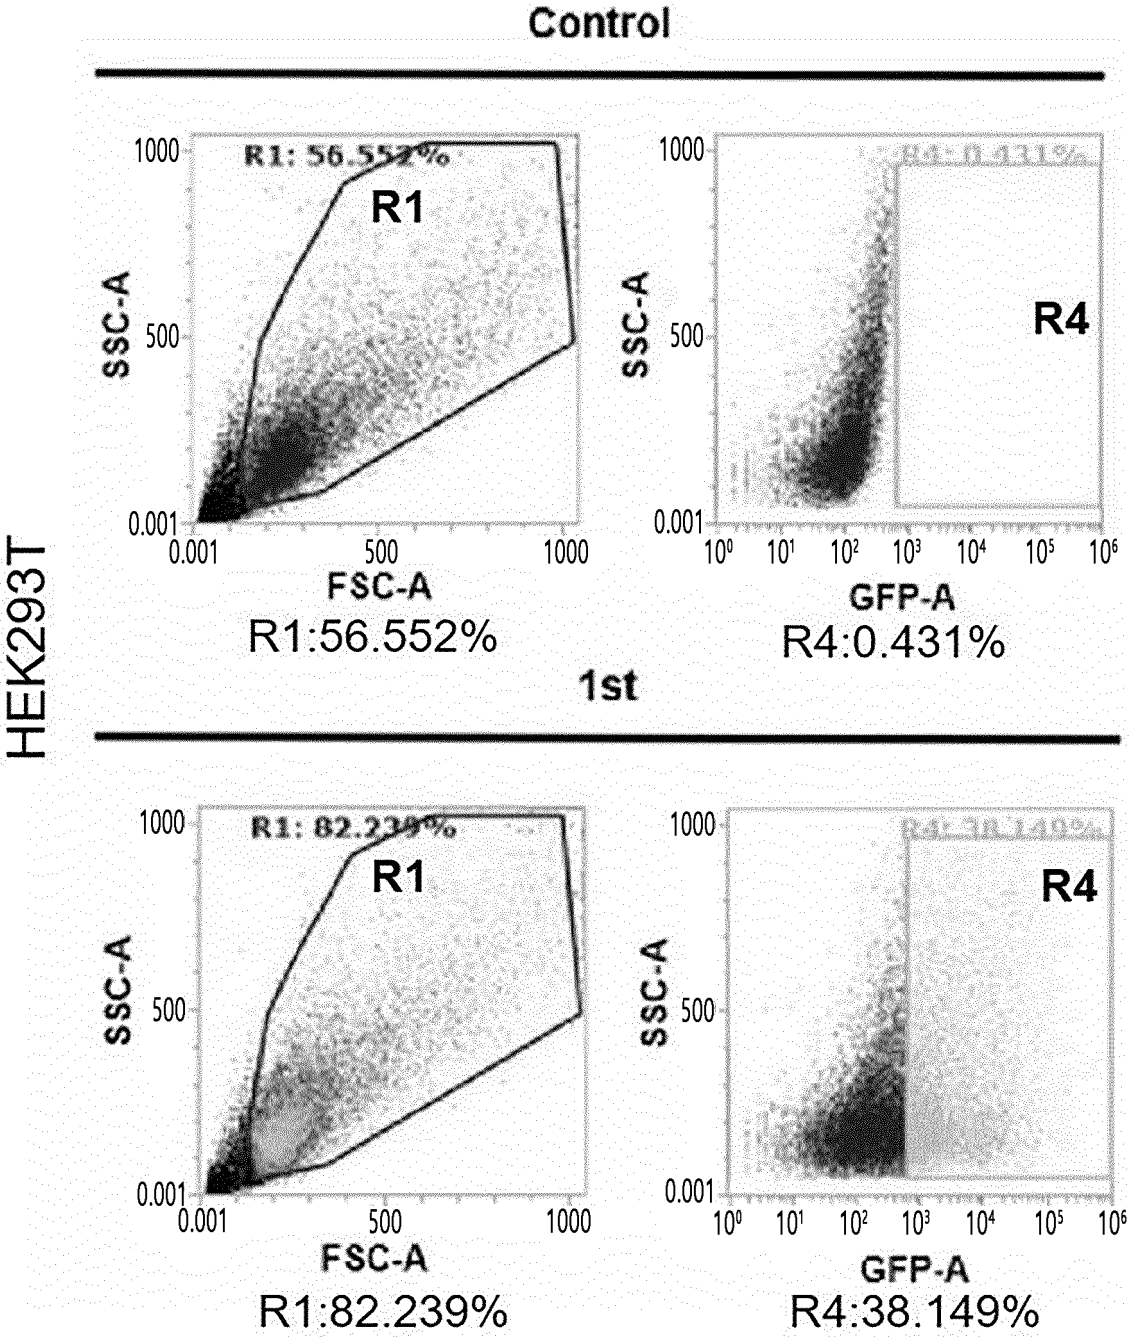 Control
R1: 56.552%
R1
1000
500
0.001
SSC-A
0.001 500 1000
FSC-A
R1:56.552%
R4: 0.431%
R4
1000
500
0.001
SSC-A
10⁰ 10¹ 10² 10³ 10⁴ 10⁵ 10⁶
GFP-A
R4:0.431%
HEK293T
1st
R1: 82.239%
R1
1000
500
0.001
SSC-A
0.001 500 1000
FSC-A
R1:82.239%
R4: 38.149%
R4
1000
500
0.001
SSC-A
10⁰ 10¹ 10² 10³ 10⁴ 10⁵ 10⁶
GFP-A
R4:38.149%